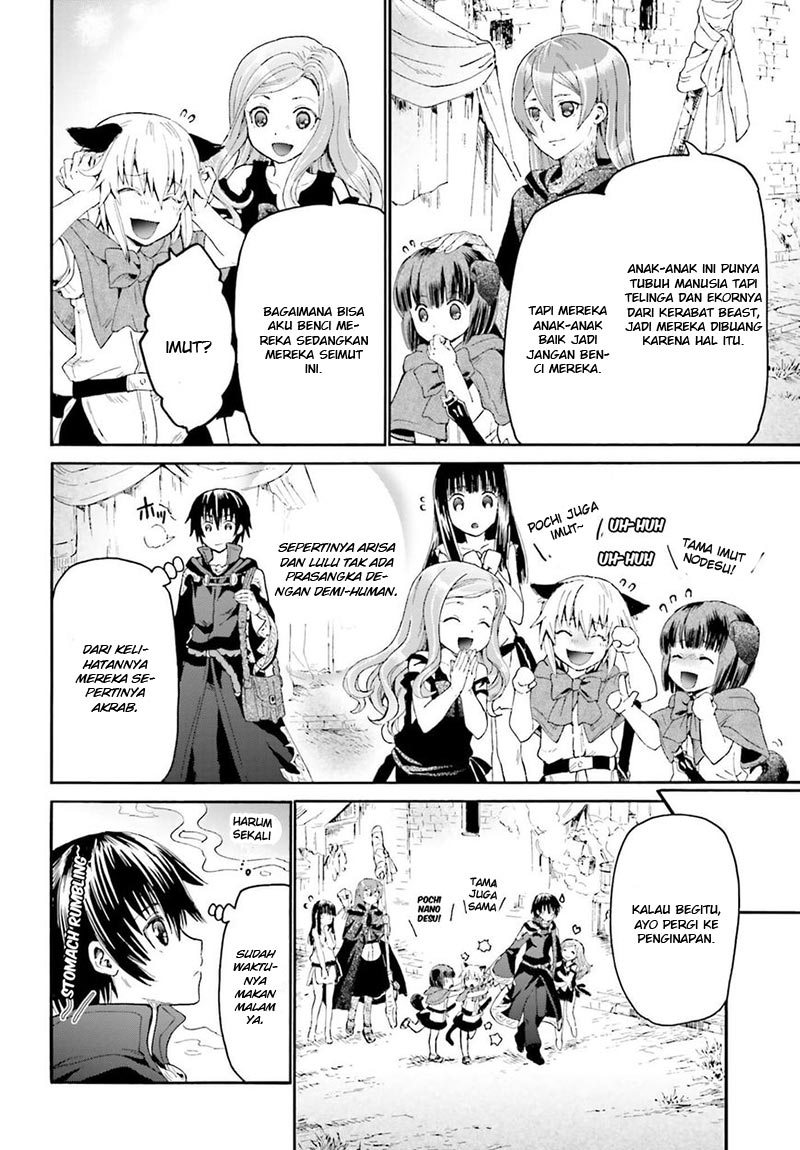 ANAK-ANAK INI PUNYA
TUBUH MANUSIA TAPI
TELINGA DAN EKORNYA
DARI KERABAT BEAST,
JADI MEREKA DIBUANG
KARENA HAL ITU.
TAPI MEREKA
ANAK-ANAK
BAIK JADI
JANGAN BEN-
CI MEREKA.
BAGAIMANA BISA
AKU BENCI ME-
REKA SEDANGKAN
MEREKA SEIMUT
INI.
IMUT?
POCHI JUGA
IMUT~
UH-HUH
UH-HUH
TAMA IMUT
NODESU!
SEPERTINYA ARISA
DAN LULU TAK ADA
PRASANGKA DE-
NGAN DEMI-HUMAN.
ホッ
DARI KELI-
HATANNYA
MEREKA SE-
PERTINYA
AKRAB.
KALAU BEGITU,
AYO PERGI KE
PENGINAPAN.
TAMA
JUGA
SAMA
POCHI
NANO
DESU!
HARUM
SEKALI
STOMACH RUMBLING~
SUDAH
WAKTU-
NYA
MAKAN
MALAM
YA.